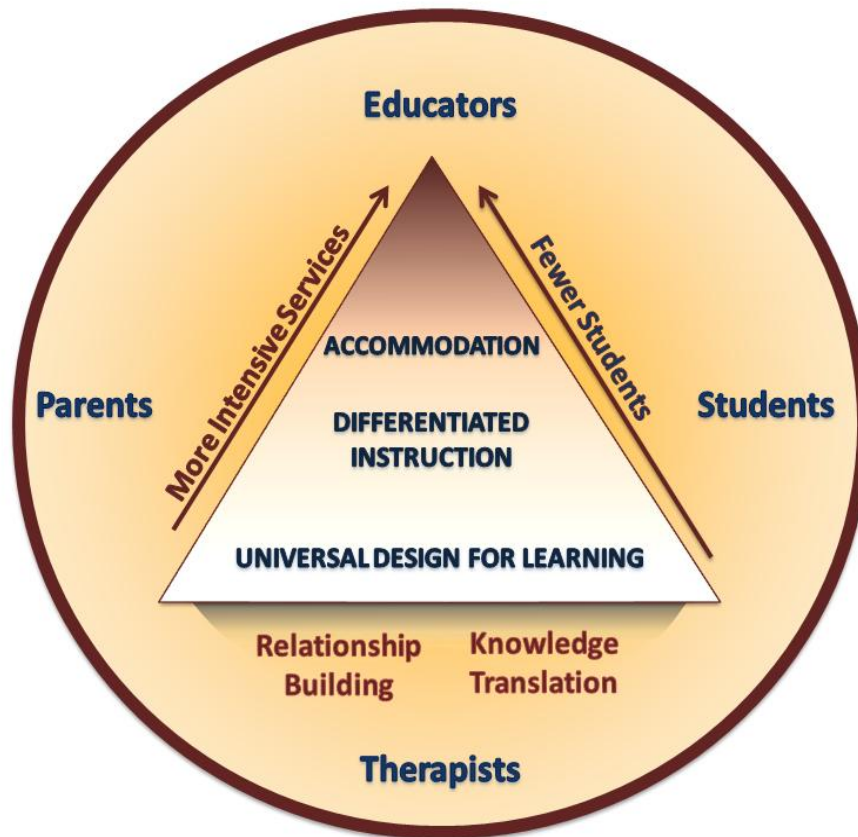 Educators
More Intensive Services
Fewer Students
ACCOMMODATION
Parents
Students
DIFFERENTIATED
INSTRUCTION
UNIVERSAL DESIGN FOR LEARNING
Relationship
Building
Knowledge
Translation
Therapists